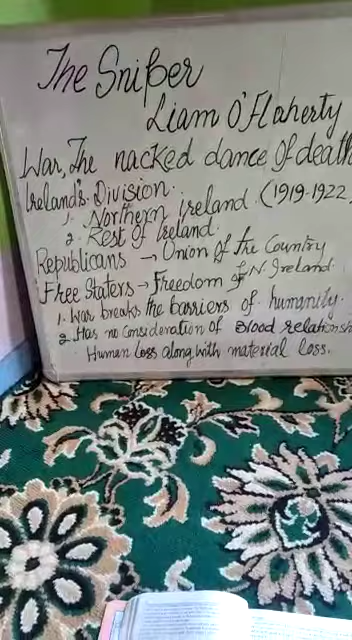 The Sniper
Liam O'Flaherty
War, The nacked dance of death
Ireland's Division.
1. Northern Ireland. (1919-1922,
2. Rest of Ireland.
Republicans → Union of the Country
Free Staters → Freedom of N. Ireland
1. War breaks the barriers of humanity.
2. Has no consideration of Blood relationsh
Human Loss along with material loss.